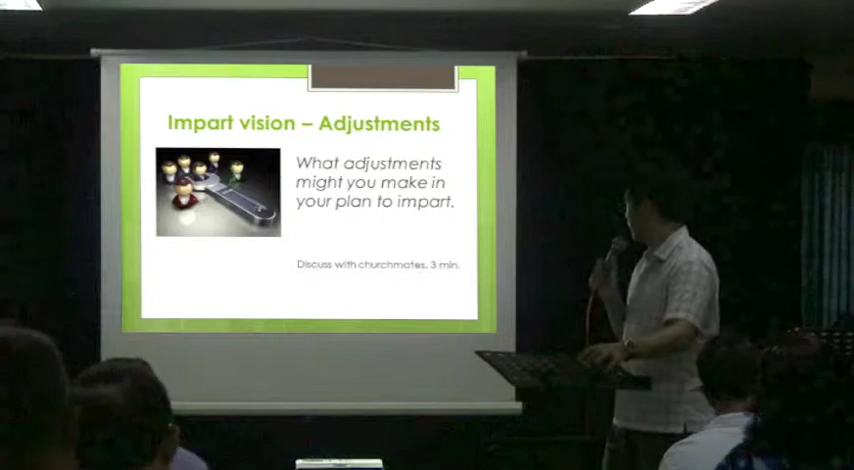 Impart vision – Adjustments
What adjustments
might you make in
your plan to impart.
Discuss with churchmates, 3 min.